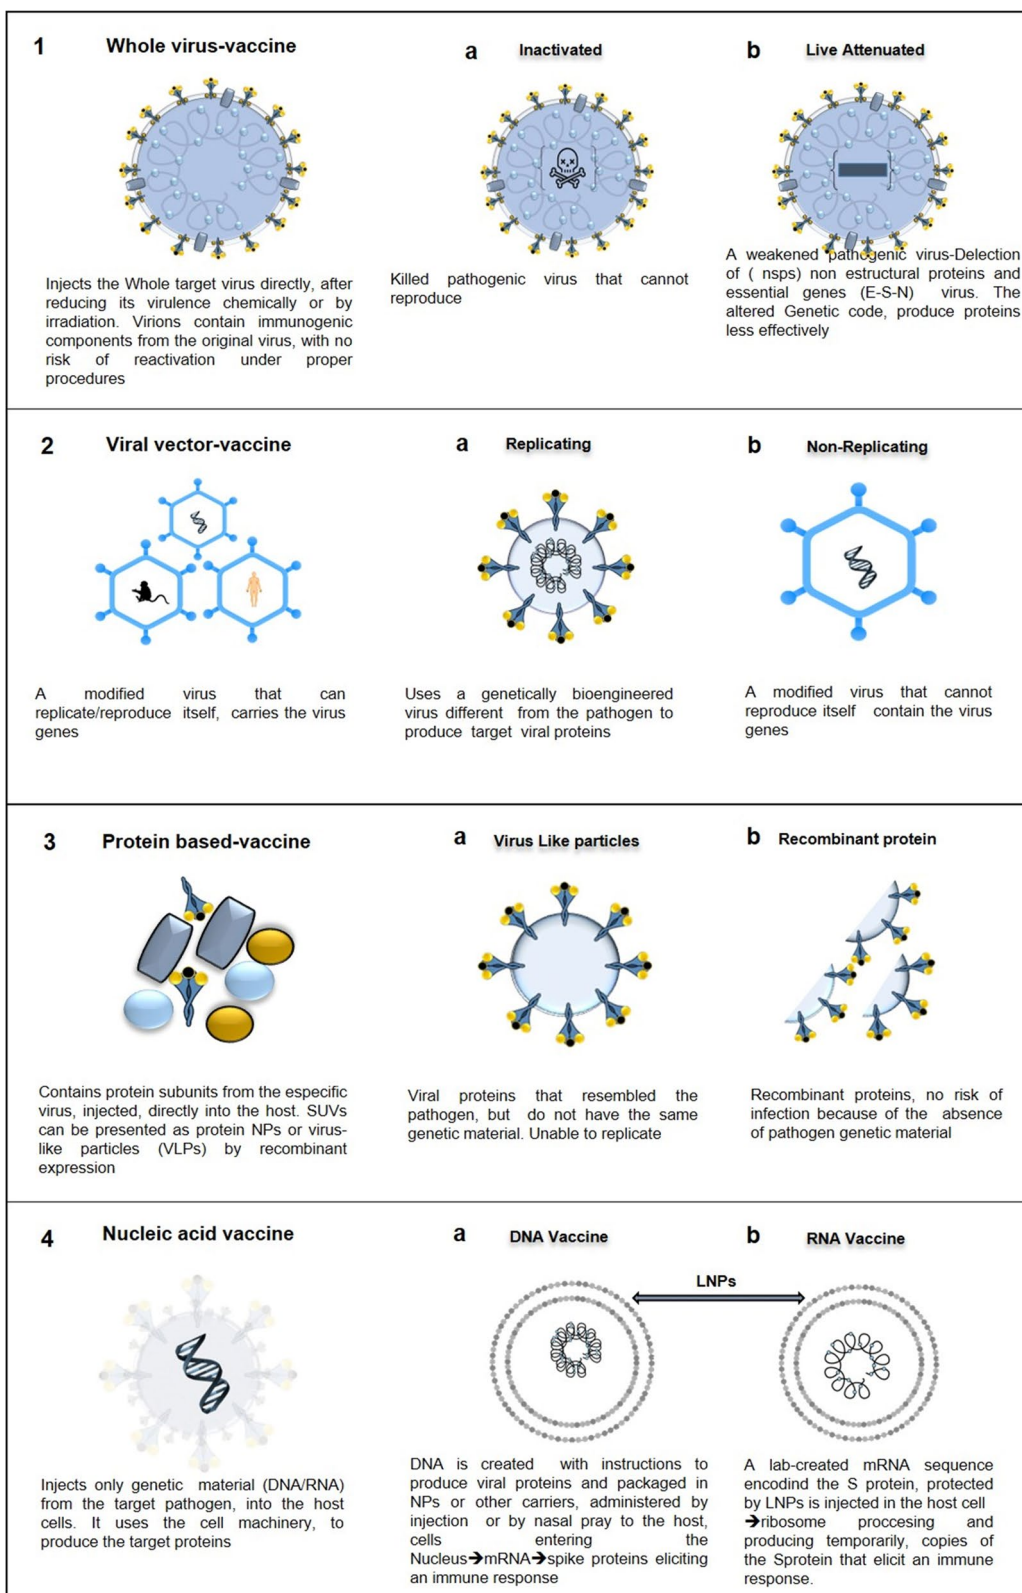 1 Whole virus-vaccine
Injects the Whole target virus directly, after
reducing its virulence chemically or by
irradiation. Virions contain immunogenic
components from the original virus, with no
risk of reactivation under proper
procedures
a Inactivated
Killed pathogenic virus that cannot
reproduce
b Live Attenuated
A weakened pathogenic virus-Delection
of ( nsps) non estructural proteins and
essential genes (E-S-N) virus. The
altered Genetic code, produce proteins
less effectively
2 Viral vector-vaccine
A modified virus that can
replicate/reproduce itself, carries the virus
genes
a Replicating
Uses a genetically bioengineered
virus different from the pathogen to
produce target viral proteins
b Non-Replicating
A modified virus that cannot
reproduce itself contain the virus
genes
3 Protein based-vaccine
Contains protein subunits from the especific
virus, injected, directly into the host. SUVs
can be presented as protein NPs or virus-
like particles (VLPs) by recombinant
expression
a Virus Like particles
Viral proteins that resembled the
pathogen, but do not have the same
genetic material. Unable to replicate
b Recombinant protein
Recombinant proteins, no risk of
infection because of the absence
of pathogen genetic material
4 Nucleic acid vaccine
Injects only genetic material (DNA/RNA)
from the target pathogen, into the host
cells. It uses the cell machinery, to
produce the target proteins
a DNA Vaccine
LNPs
DNA is created with instructions to
produce viral proteins and packaged in
NPs or other carriers, administered by
injection or by nasal pray to the host,
cells entering the
Nucleus➔mRNA➔spike proteins eliciting
an immune response
b RNA Vaccine
A lab-created mRNA sequence
encodind the S protein, protected
by LNPs is injected in the host cell
➔ribosome proccesing and
producing temporarily, copies of
the Sprotein that elicit an immune
response.